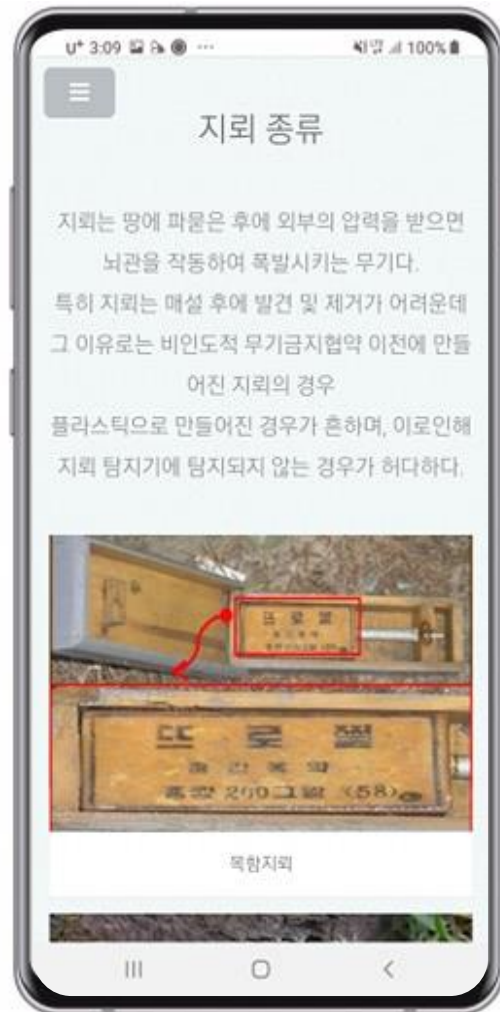 U+ 3:09
100%
지뢰 종류
지뢰는 땅에 파묻은 후에 외부의 압력을 받으면
뇌관을 작동하여 폭발시키는 무기다.
특히 지뢰는 매설 후에 발견 및 제거가 어려운데
그 이유로는 비인도적 무기금지협약 이전에 만들
어진 지뢰의 경우
플라스틱으로 만들어진 경우가 흔하며, 이로인해
지뢰 탐지기에 탐지되지 않는 경우가 허다하다.
뜨로찔
뜨로찔
200그람 (58)
목함지뢰